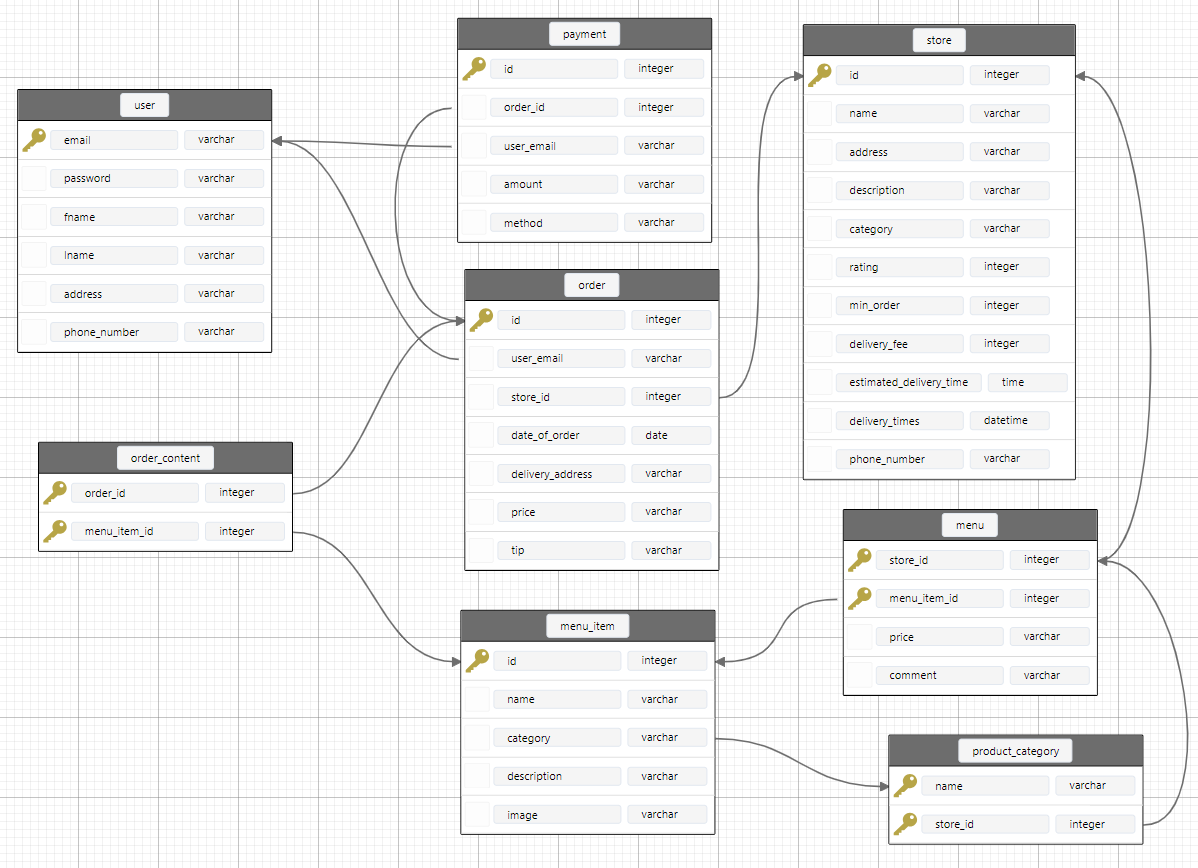 payment
id integer
order_id integer
user_email varchar
amount varchar
method varchar
store
id integer
name varchar
address varchar
description varchar
category varchar
rating integer
min_order integer
delivery_fee integer
estimated_delivery_time time
delivery_times datetime
phone_number varchar
user
email varchar
password varchar
fname varchar
lname varchar
address varchar
phone_number varchar
order
id integer
user_email varchar
store_id integer
date_of_order date
delivery_address varchar
price varchar
tip varchar
order_content
order_id integer
menu_item_id integer
menu
store_id integer
menu_item_id integer
price varchar
comment varchar
menu_item
id integer
name varchar
category varchar
description varchar
image varchar
product_category
name varchar
store_id integer